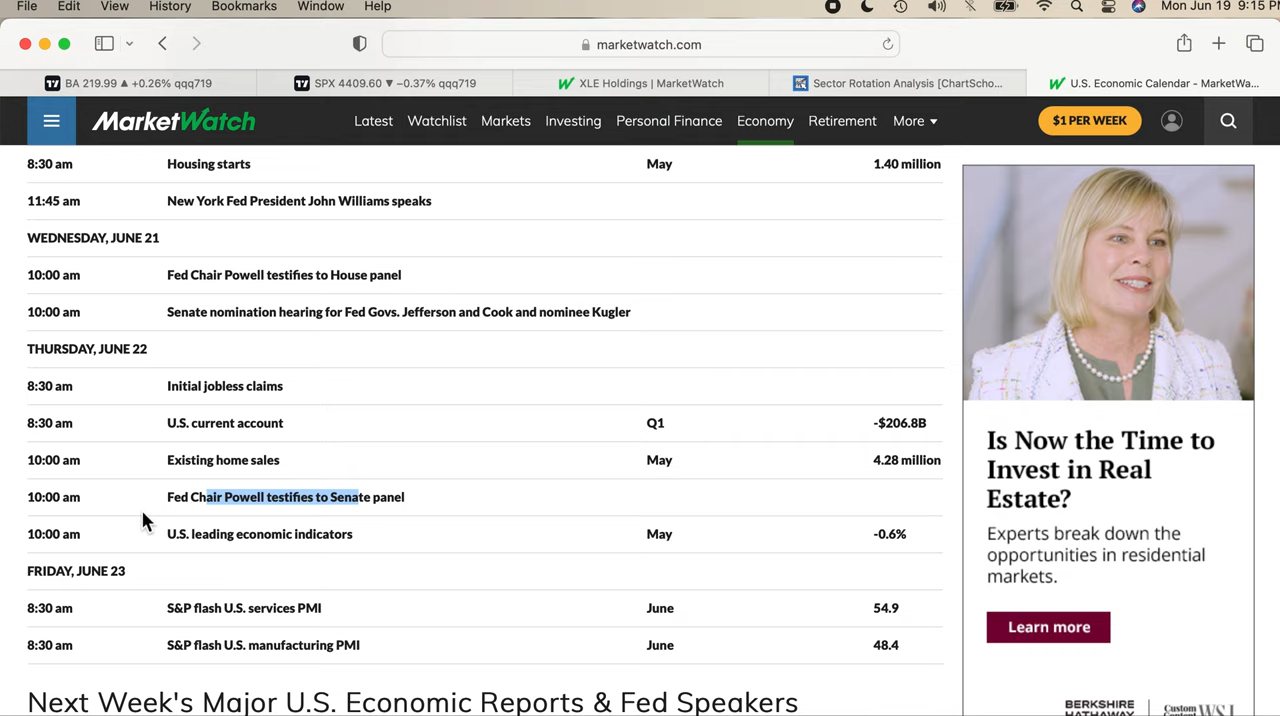 File Edit View History Bookmarks Window Help Mon Jun 19 9:15 P
marketwatch.com
BA 219.99 ▲ +0.26% qqq719
SPX 4409.60 ▼ −0.37% qqq719
XLE Holdings | MarketWatch
Sector Rotation Analysis [ChartScho...
U.S. Economic Calendar - MarketWa...
MarketWatch
Latest Watchlist Markets Investing Personal Finance Economy Retirement More
$1 PER WEEK
8:30 am Housing starts May 1.40 million
11:45 am New York Fed President John Williams speaks
WEDNESDAY, JUNE 21
10:00 am Fed Chair Powell testifies to House panel
10:00 am Senate nomination hearing for Fed Govs. Jefferson and Cook and nominee Kugler
THURSDAY, JUNE 22
8:30 am Initial jobless claims
8:30 am U.S. current account Q1 -$206.8B
10:00 am Existing home sales May 4.28 million
10:00 am Fed Chair Powell testifies to Senate panel
10:00 am U.S. leading economic indicators May -0.6%
FRIDAY, JUNE 23
8:30 am S&P flash U.S. services PMI June 54.9
8:30 am S&P flash U.S. manufacturing PMI June 48.4
Next Week's Major U.S. Economic Reports & Fed Speakers
Is Now the Time to
Invest in Real
Estate?
Experts break down the
opportunities in residential
markets.
Learn more
BERKSHIRE
HATHAWAY
Custom
Content
WSJ